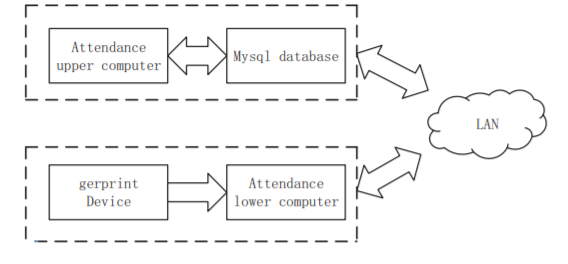 Attendance
upper computer
Mysql database
LAN
gerprint
Device
Attendance
lower computer